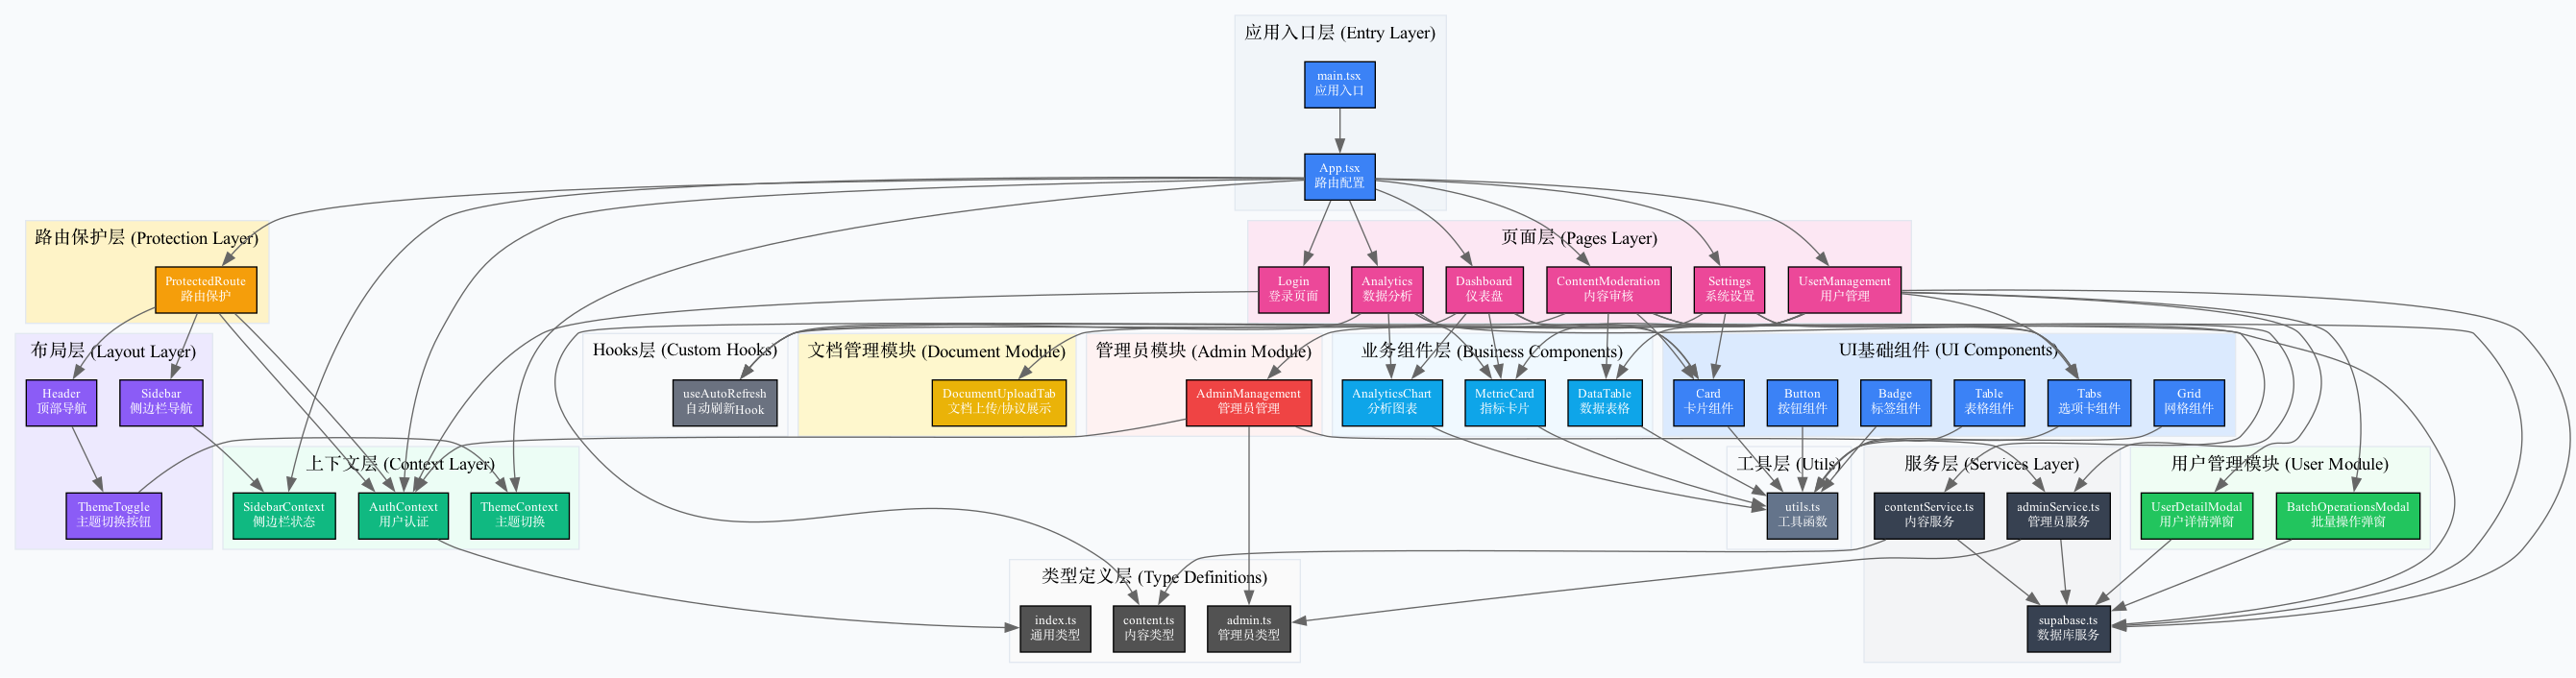 应用入口层 (Entry Layer)
main.tsx
应用入口
App.tsx
路由配置
路由保护层 (Protection Layer)
ProtectedRoute
路由保护
页面层 (Pages Layer)
Login
登录页面
Analytics
数据分析
Dashboard
仪表盘
ContentModeration
内容审核
Settings
系统设置
UserManagement
用户管理
布局层 (Layout Layer)
Header
顶部导航
Sidebar
侧边栏导航
ThemeToggle
主题切换按钮
Hooks层 (Custom Hooks)
useAutoRefresh
自动刷新Hook
文档管理模块 (Document Module)
DocumentUploadTab
文档上传/协议展示
管理员模块 (Admin Module)
AdminManagement
管理员管理
业务组件层 (Business Components)
AnalyticsChart
分析图表
MetricCard
指标卡片
DataTable
数据表格
UI基础组件 (UI Components)
Card
卡片组件
Button
按钮组件
Badge
标签组件
Table
表格组件
Tabs
选项卡组件
Grid
网格组件
上下文层 (Context Layer)
SidebarContext
侧边栏状态
AuthContext
用户认证
ThemeContext
主题切换
工具层 (Utils)
utils.ts
工具函数
服务层 (Services Layer)
contentService.ts
内容服务
adminService.ts
管理员服务
supabase.ts
数据库服务
用户管理模块 (User Module)
UserDetailModal
用户详情弹窗
BatchOperationsModal
批量操作弹窗
类型定义层 (Type Definitions)
index.ts
通用类型
content.ts
内容类型
admin.ts
管理员类型